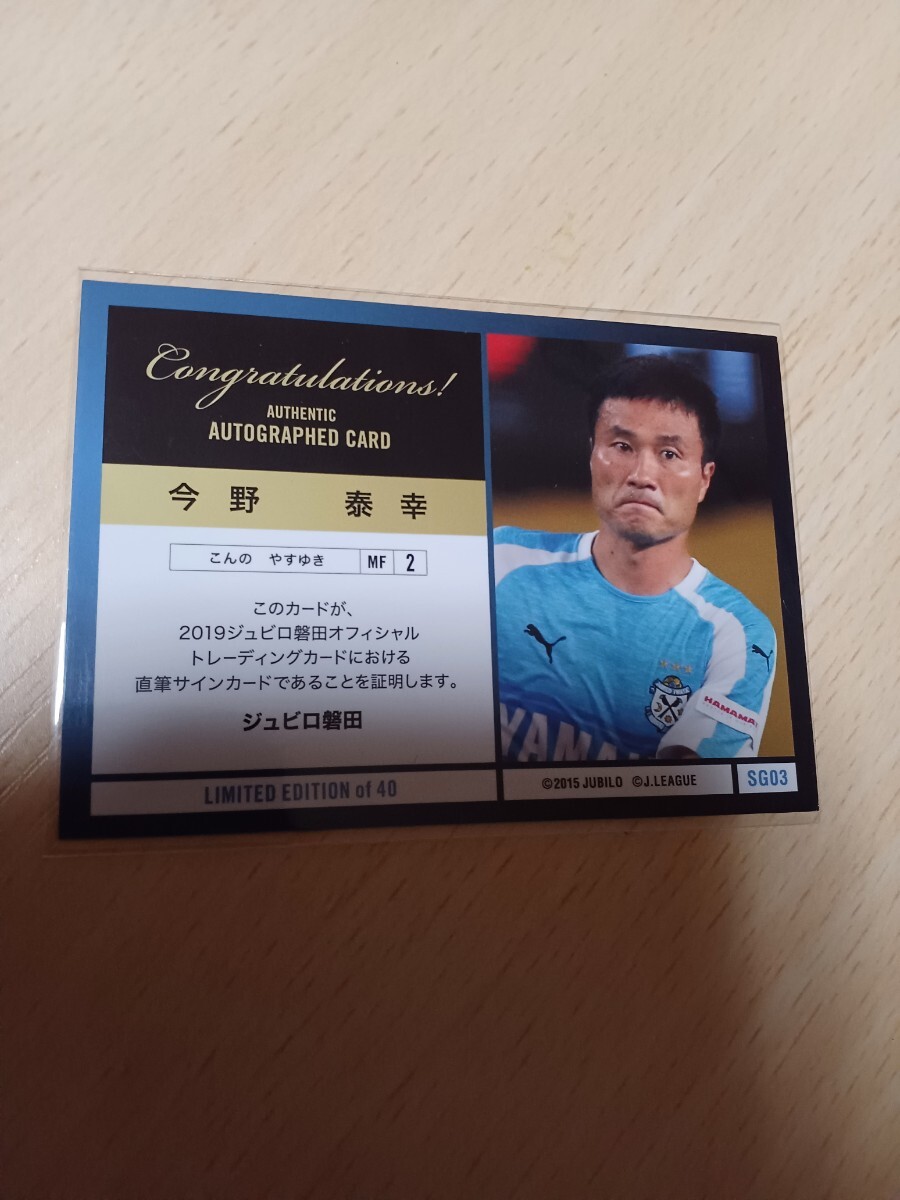 Congratulations!
AUTHENTIC
AUTOGRAPHED CARD
今野 泰幸
こんの やすゆき MF 2
このカードが、
2019ジュビロ磐田オフィシャル
トレーディングカードにおける
直筆サインカードであることを証明します。
ジュビロ磐田
LIMITED EDITION of 40
YAMA
HAMAMA
©2015 JUBILO ©J.LEAGUE
SG03